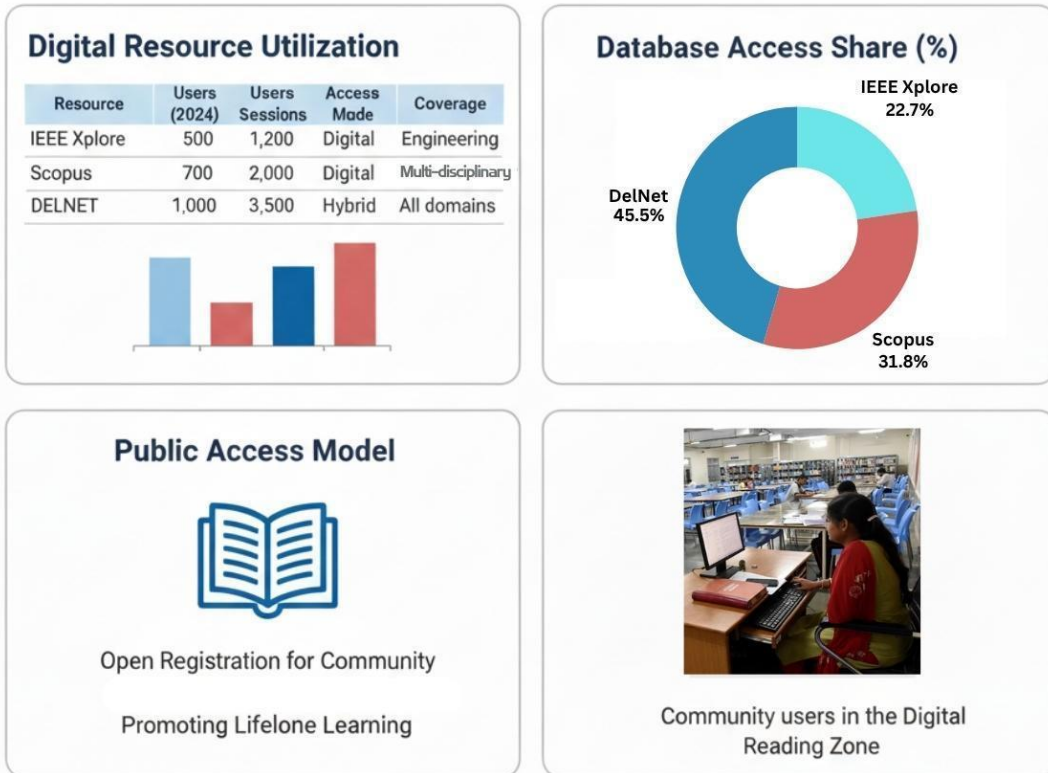 Digital Resource Utilization
Resource Users (2024) Users Sessions Access Made Coverage
IEEE Xplore 500 1,200 Digital Engineering
Scopus 700 2,000 Digital Multi-disciplinary
DELNET 1,000 3,500 Hybrid All domains
Database Access Share (%)
IEEE Xplore
22.7%
DelNet
45.5%
Scopus
31.8%
Public Access Model
Open Registration for Community
Promoting Lifelone Learning
Community users in the Digital
Reading Zone